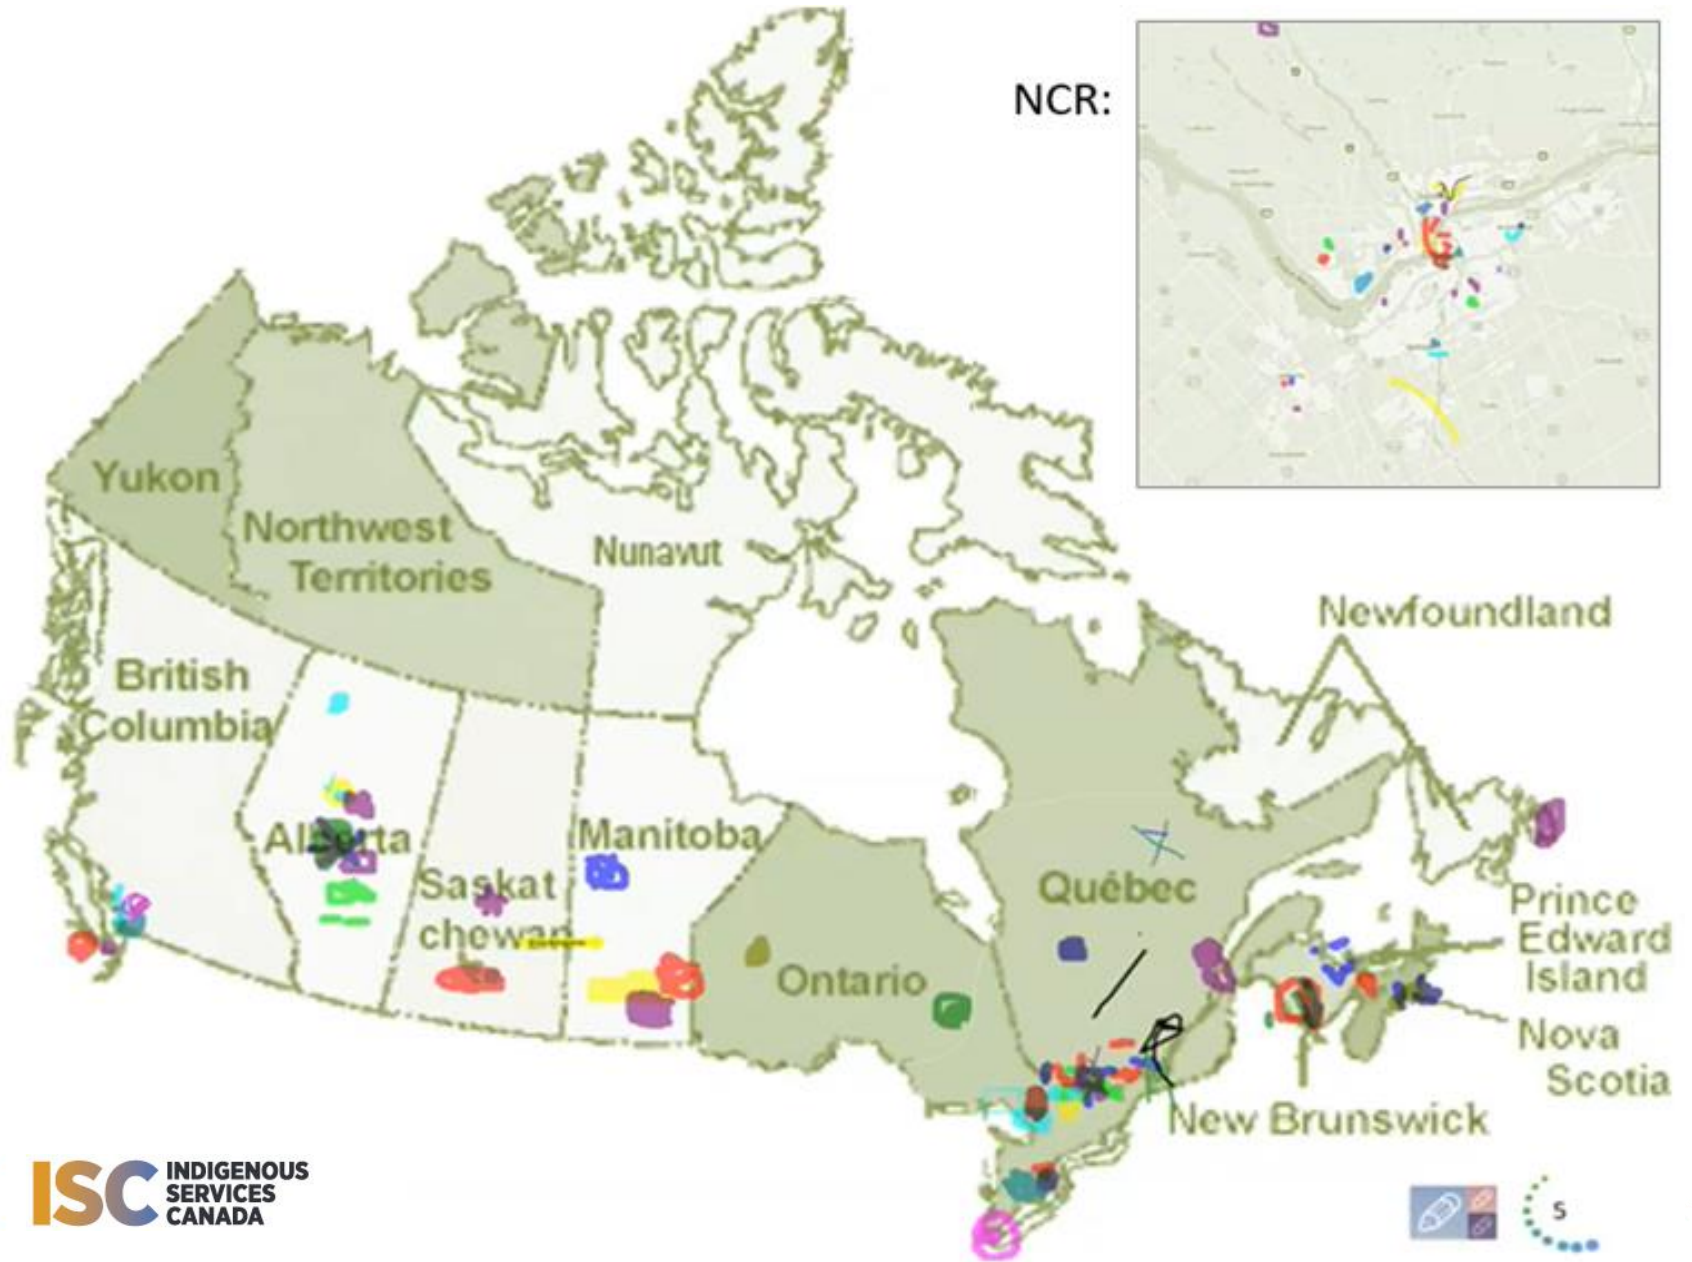 NCR:
Yukon
Northwest
Territories
Nunavut
Newfoundland
British
Columbia
Alberta
Manitoba
Saskat
chewan
Ontario
Québec
Prince
Edward
Island
Nova
Scotia
New Brunswick
ISC INDIGENOUS
SERVICES
CANADA
5